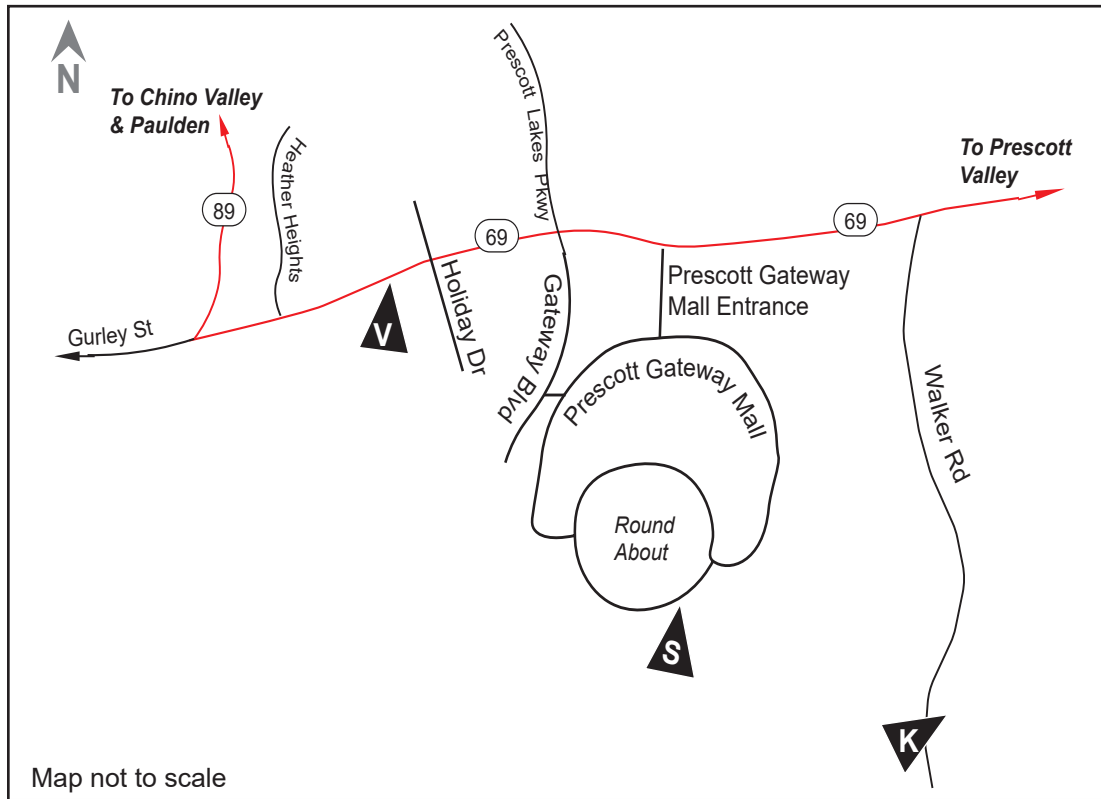 N
To Chino Valley
& Paulden
Prescott Lakes Pkwy
To Prescott
Valley
Heather Heights
89
69
69
Holiday Dr
Gateway Blvd
Prescott Gateway
Mall Entrance
Gurley St
V
Prescott Gateway Mall
Walker Rd
Round
About
S
K
Map not to scale